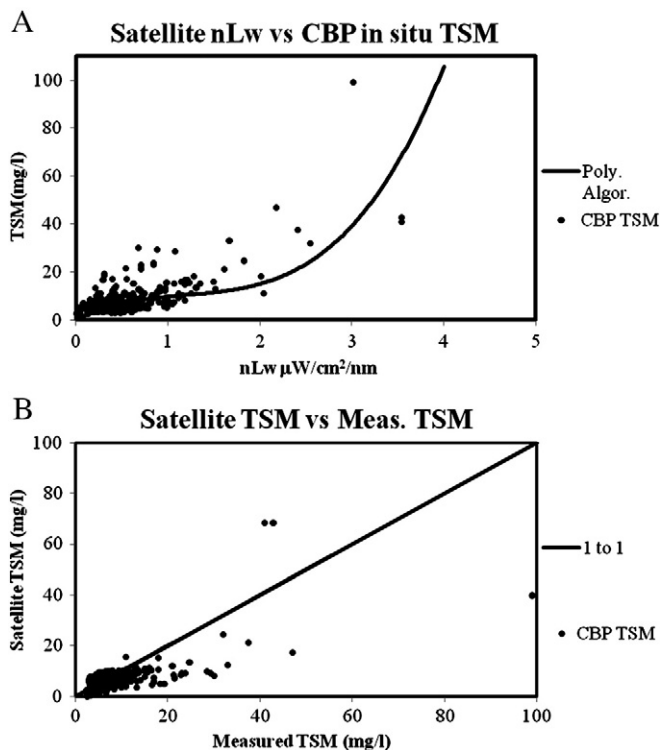 A
Satellite nLw vs CBP in situ TSM
100
80
60
40
20
0
TSM (mg/l)
0 1 2 3 4 5
nLw µW/cm²/nm
Poly.
Algor.
CBP TSM
B
Satellite TSM vs Meas. TSM
100
80
60
40
20
0
Satellite TSM (mg/l)
0 20 40 60 80 100
Measured TSM (mg/l)
1 to 1
CBP TSM